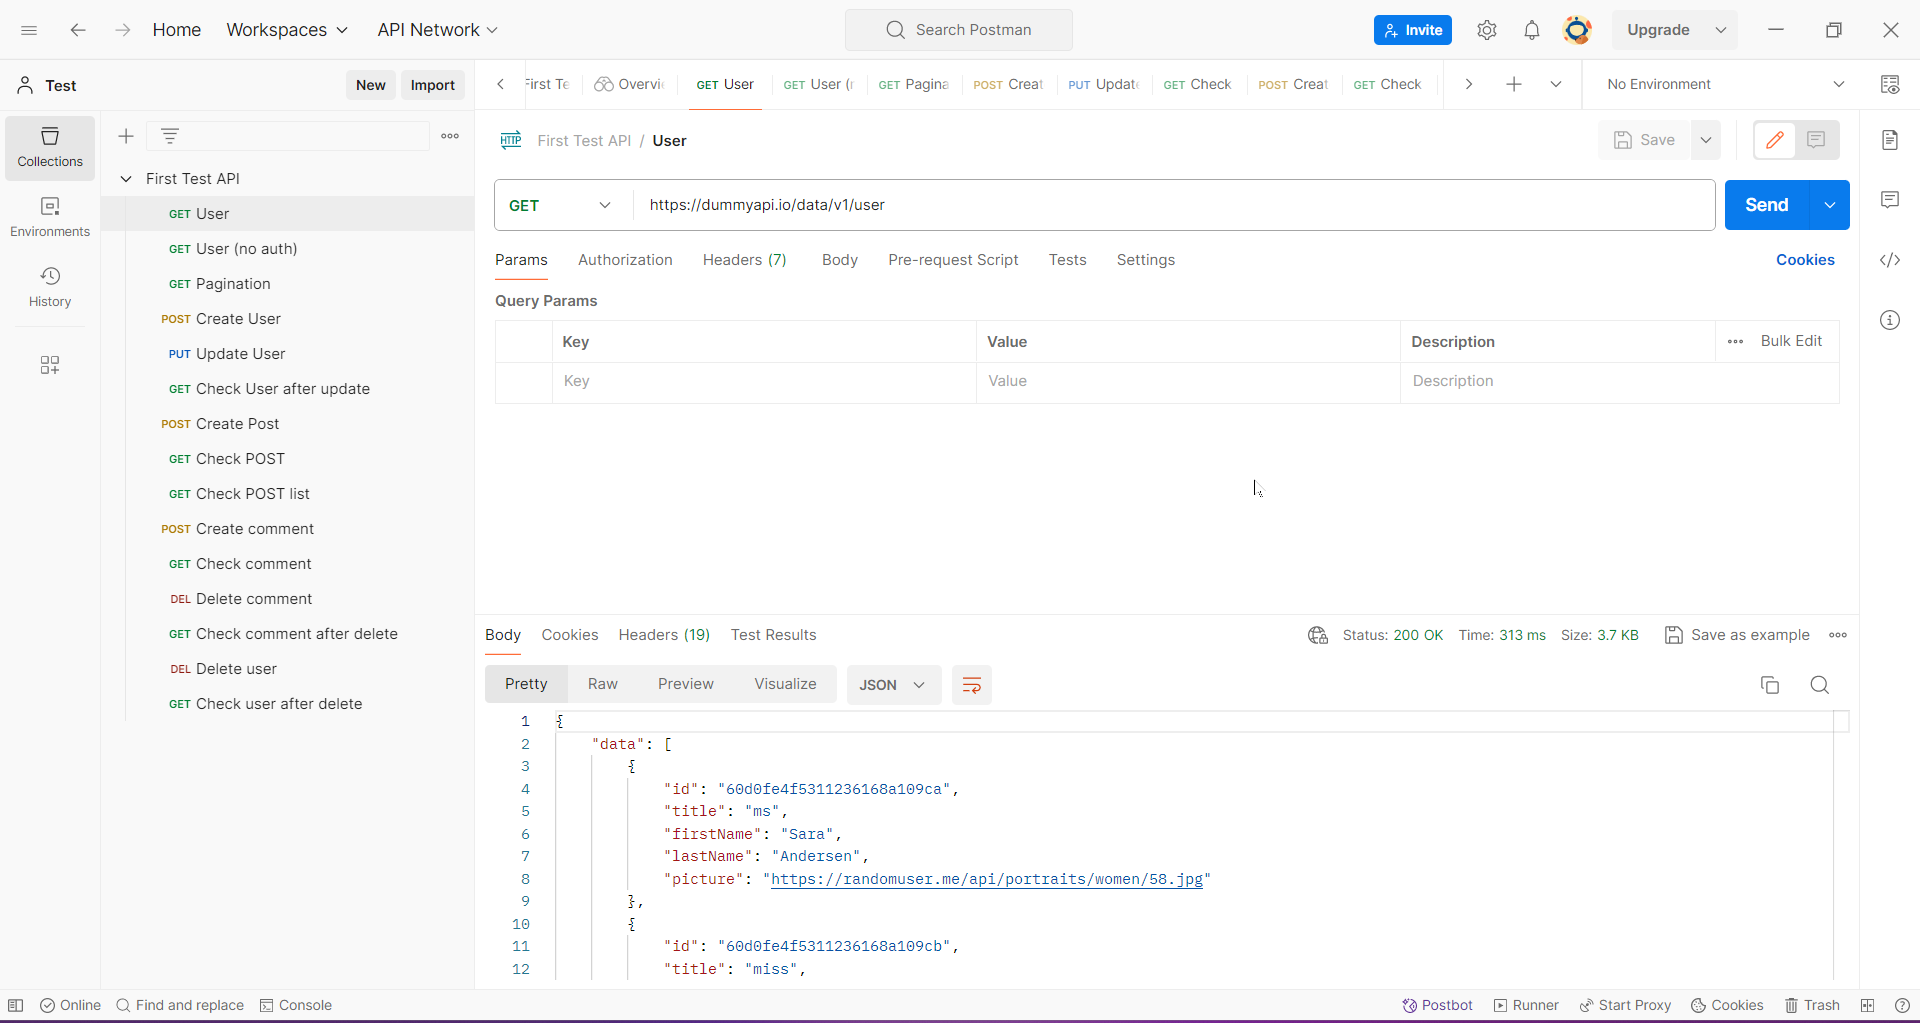 Home Workspaces API Network Search Postman Invite Upgrade
Test New Import First Te Overvi GET User GET User (r GET Pagina POST Creat PUT Update GET Check POST Creat GET Check No Environment
Collections
Environments
History
First Test API
GET User
GET User (no auth)
GET Pagination
POST Create User
PUT Update User
GET Check User after update
POST Create Post
GET Check POST
GET Check POST list
POST Create comment
GET Check comment
DEL Delete comment
GET Check comment after delete
DEL Delete user
GET Check user after delete
HTTP First Test API / User Save
GET https://dummyapi.io/data/v1/user Send
Params Authorization Headers (7) Body Pre-request Script Tests Settings Cookies
Query Params
Key Value Description Bulk Edit
Key Value Description
Body Cookies Headers (19) Test Results Status: 200 OK Time: 313 ms Size: 3.7 KB Save as example
Pretty Raw Preview Visualize JSON
1 {
2 "data": [
3 {
4 "id": "60d0fe4f5311236168a109ca",
5 "title": "ms",
6 "firstName": "Sara",
7 "lastName": "Andersen",
8 "picture": "https://randomuser.me/api/portraits/women/58.jpg"
9 },
10 {
11 "id": "60d0fe4f5311236168a109cb",
12 "title": "miss",
Online Find and replace Console Postbot Runner Start Proxy Cookies Trash